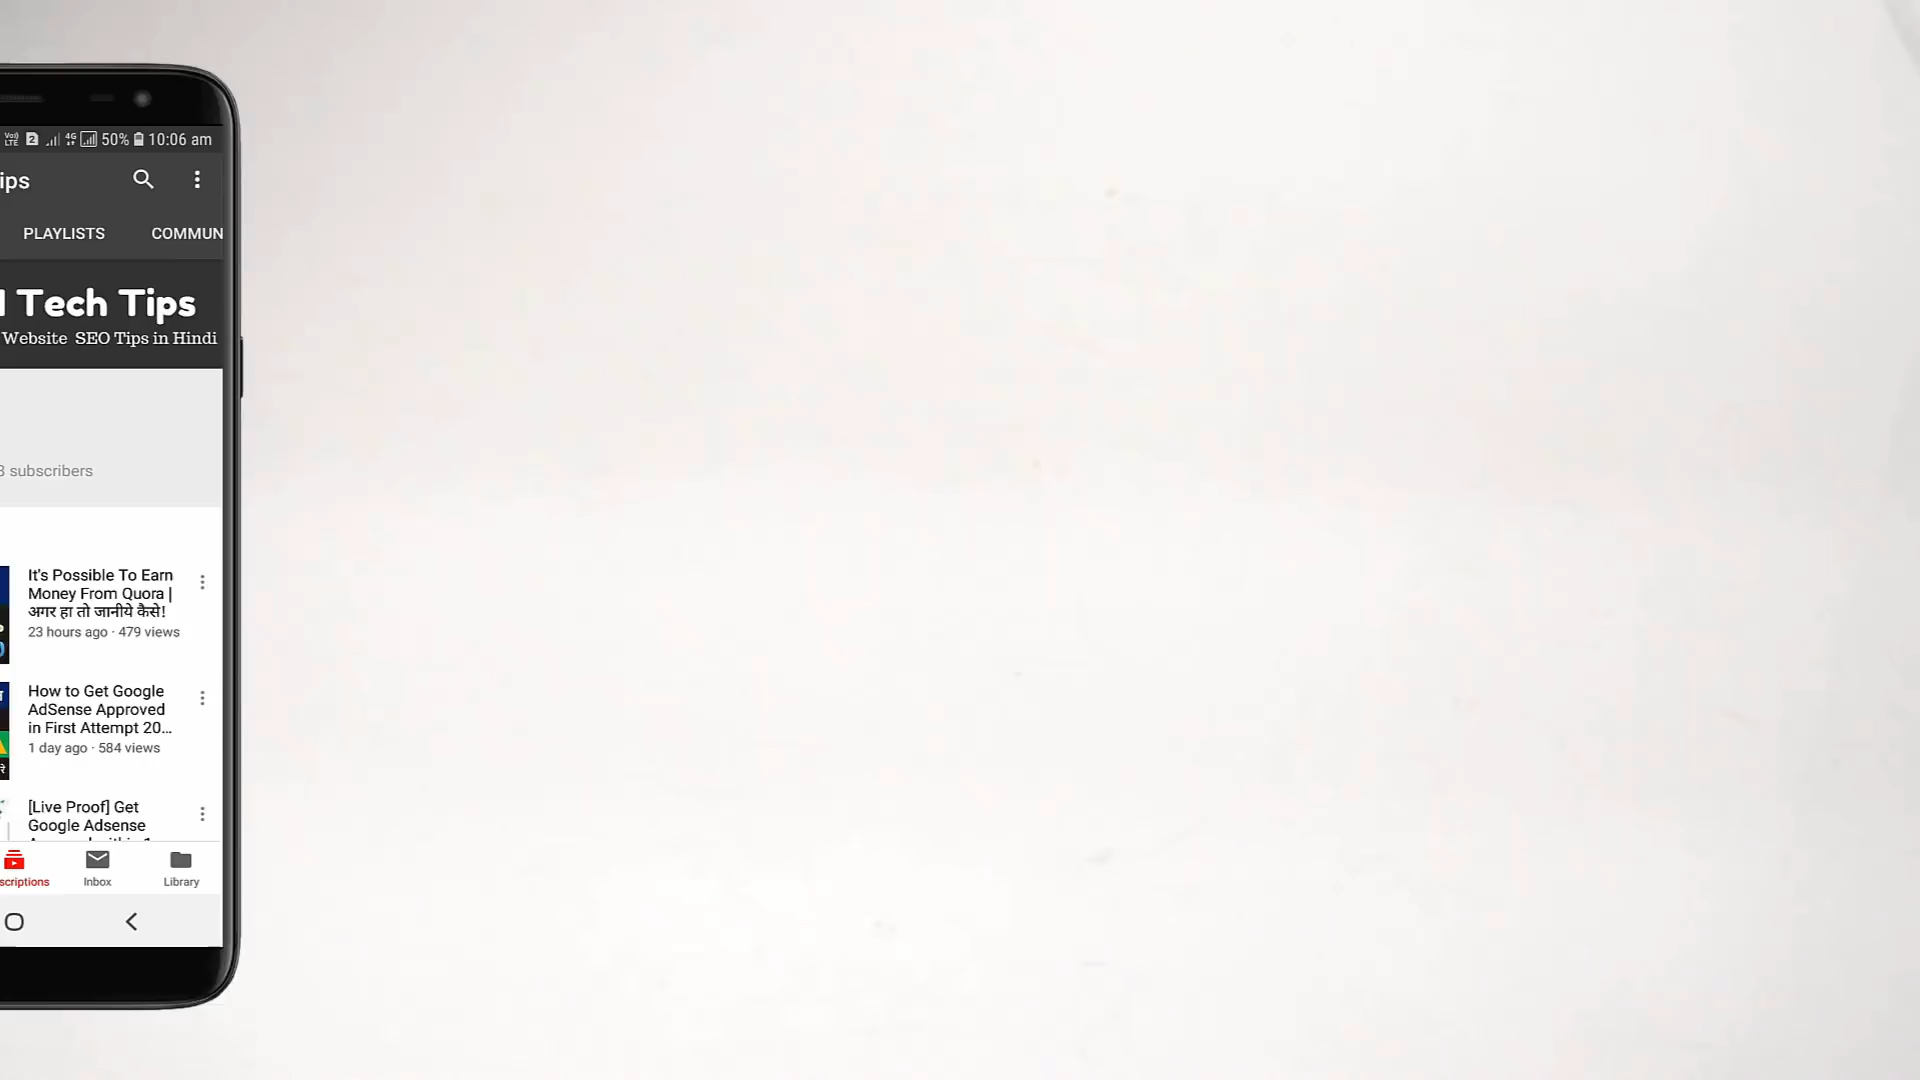 50% 10:06 am
ips
PLAYLISTS COMMUN
Tech Tips
Website SEO Tips in Hindi
subscribers
It's Possible To Earn
Money From Quora |
अगर हा तो जानीये कैसे!
23 hours ago · 479 views
How to Get Google
AdSense Approved
in First Attempt 20...
1 day ago · 584 views
[Live Proof] Get
Google Adsense
scriptions Inbox Library